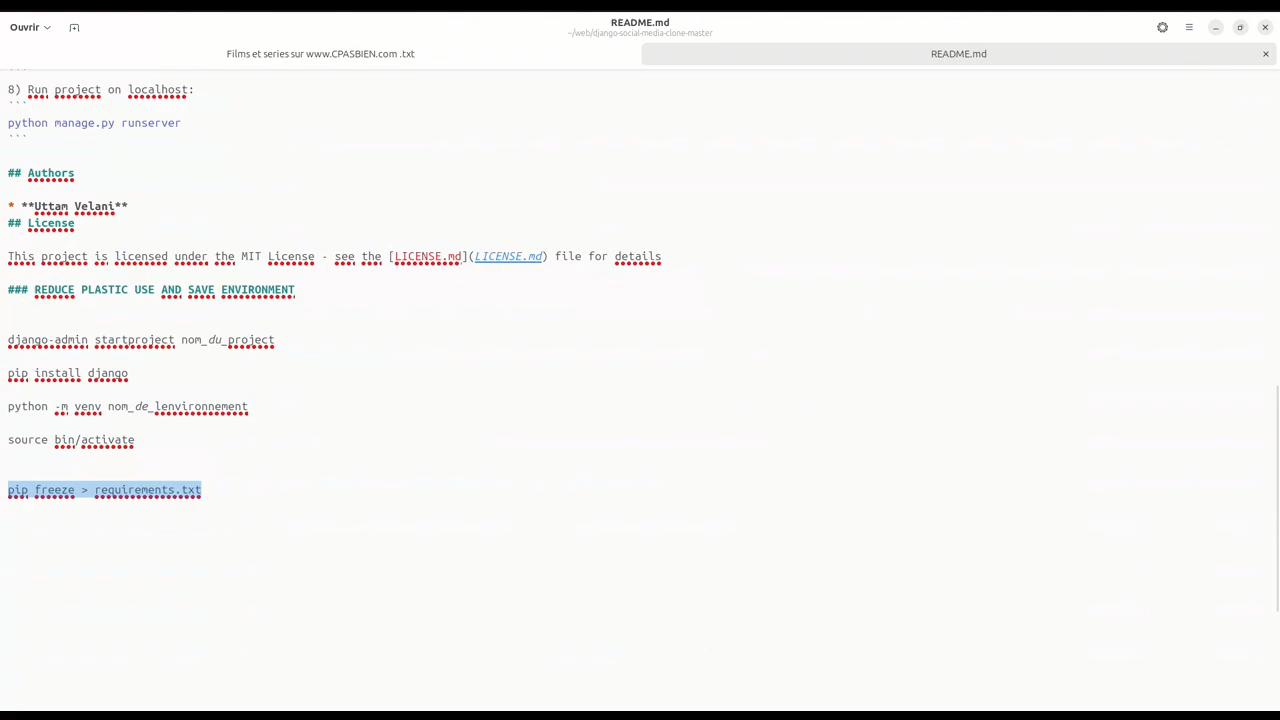 Ouvrir
README.md
~/web/django-social-media-clone-master
Films et series sur www.CPASBIEN.com .txt
README.md
```
8) Run project on localhost:
```
python manage.py runserver
```
## Authors
* **Uttam Velani**
## License
This project is licensed under the MIT License - see the [LICENSE.md](LICENSE.md) file for details
### REDUCE PLASTIC USE AND SAVE ENVIRONMENT
django-admin startproject nom_du_project
pip install django
python -m venv nom_de_lenvironnement
source bin/activate
pip freeze > requirements.txt